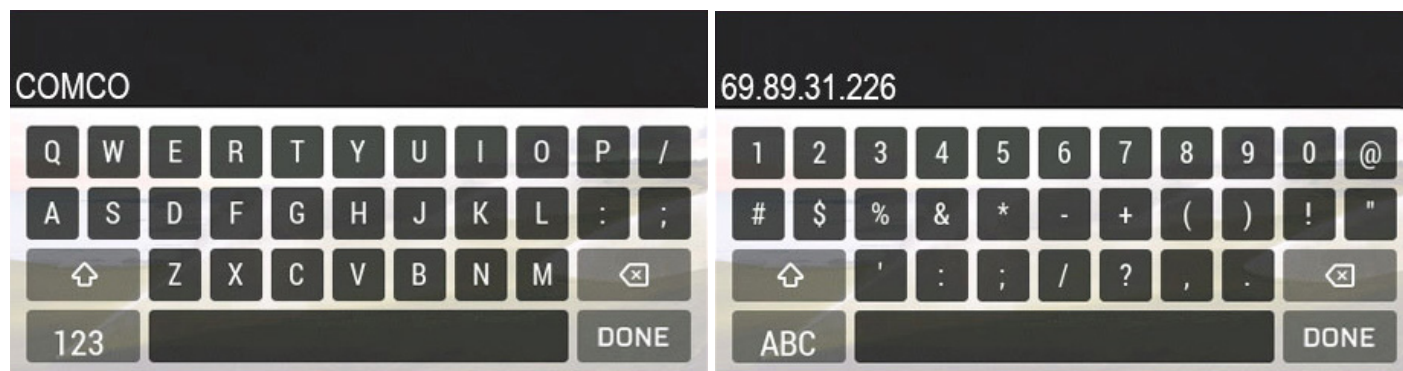 COMCO
Q W E R T Y U I O P /
A S D F G H J K L : ;
Z X C V B N M
123 DONE
69.89.31.226
1 2 3 4 5 6 7 8 9 0 @
# $ % & * - + ( ) ! "
' : ; / ? , .
ABC DONE